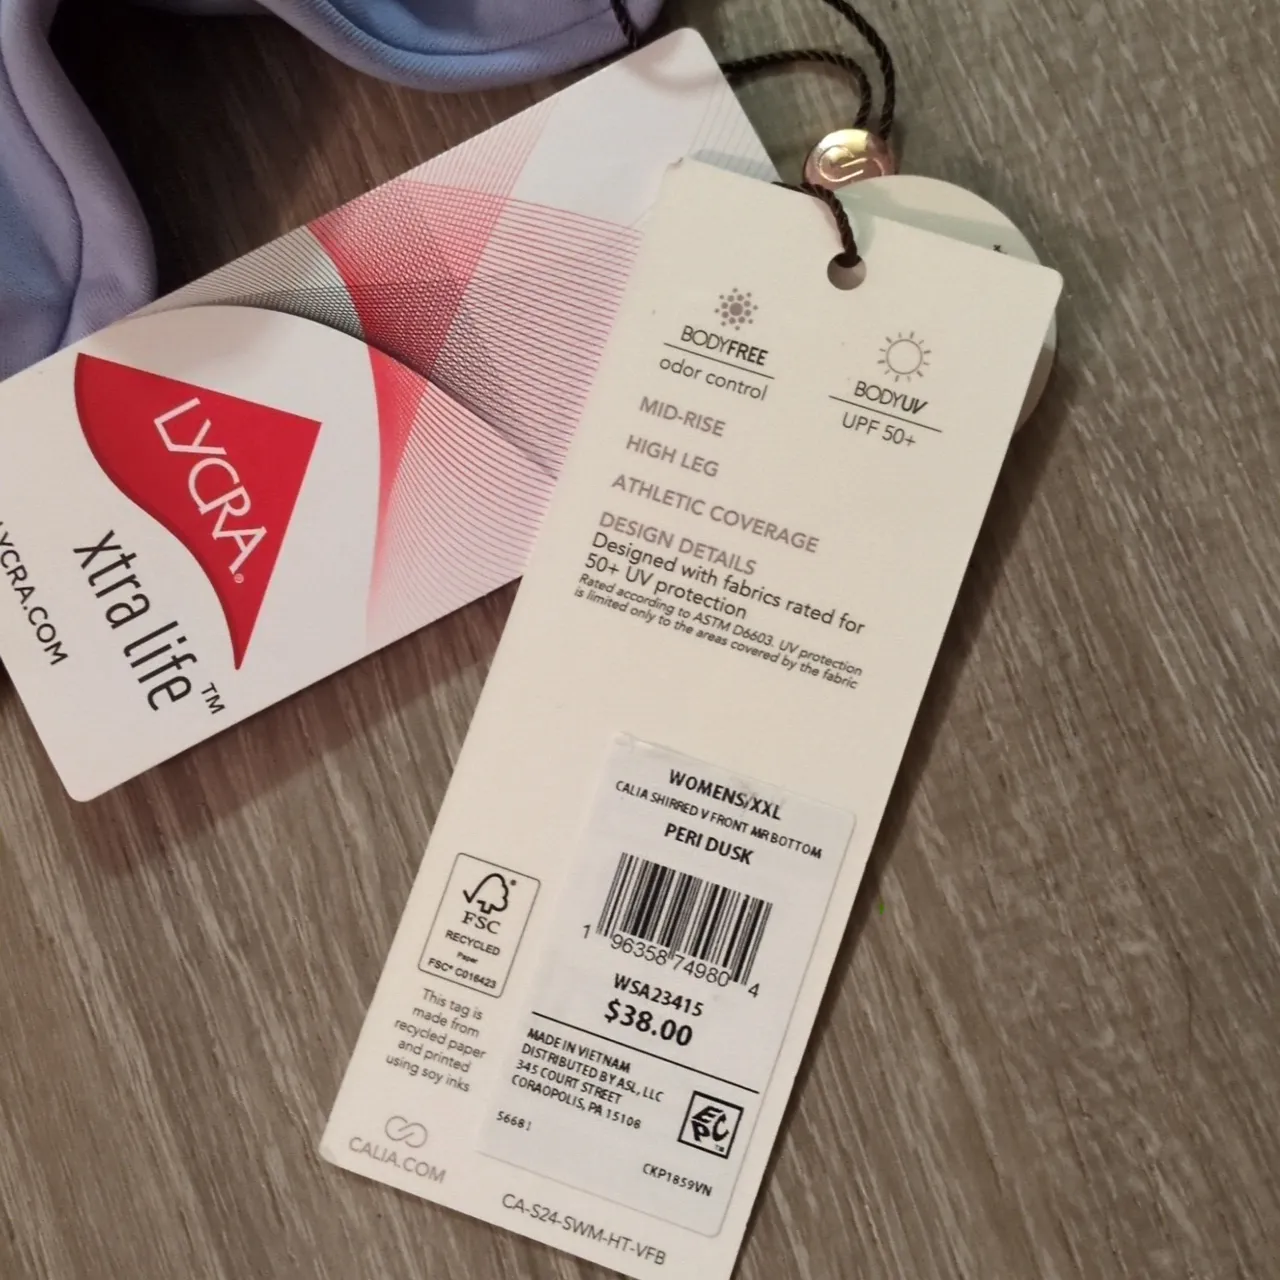 LYCRA®
xtra life™
LYCRA.COM
BODYFREE
odor control
BODYUV
UPF 50+
MID-RISE
HIGH LEG
ATHLETIC COVERAGE
DESIGN DETAILS
Designed with fabrics rated for
50+ UV protection
Rated according to ASTM D6603. UV protection
is limited only to the areas covered by the fabric
WOMENS/XXL
CALIA SHIRRED V FRONT MR BOTTOM
PERI DUSK
1 96358 74980 4
WSA23415
$38.00
MADE IN VIETNAM
DISTRIBUTED BY ASL, LLC
345 COURT STREET
CORAOPOLIS, PA 15108
56681
EPC™
CKP1859VN
FSC®
RECYCLED
Paper
FSC® C016423
This tag is
made from
recycled paper
and printed
using soy inks
CALIA.COM
CA-S24-SWM-HT-VFB